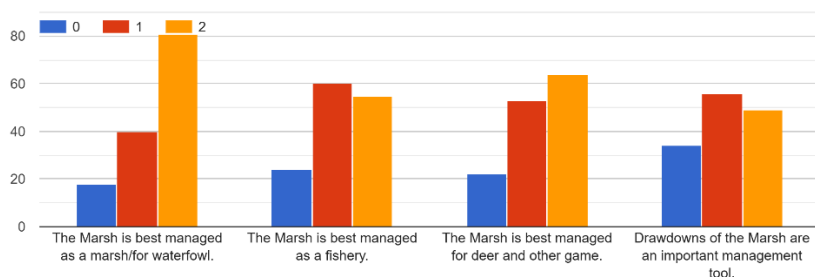 0 1 2
80
60
40
20
0
The Marsh is best managed
as a marsh/for waterfowl.
The Marsh is best managed
as a fishery.
The Marsh is best managed
for deer and other game.
Drawdowns of the Marsh are
an important management
tool.